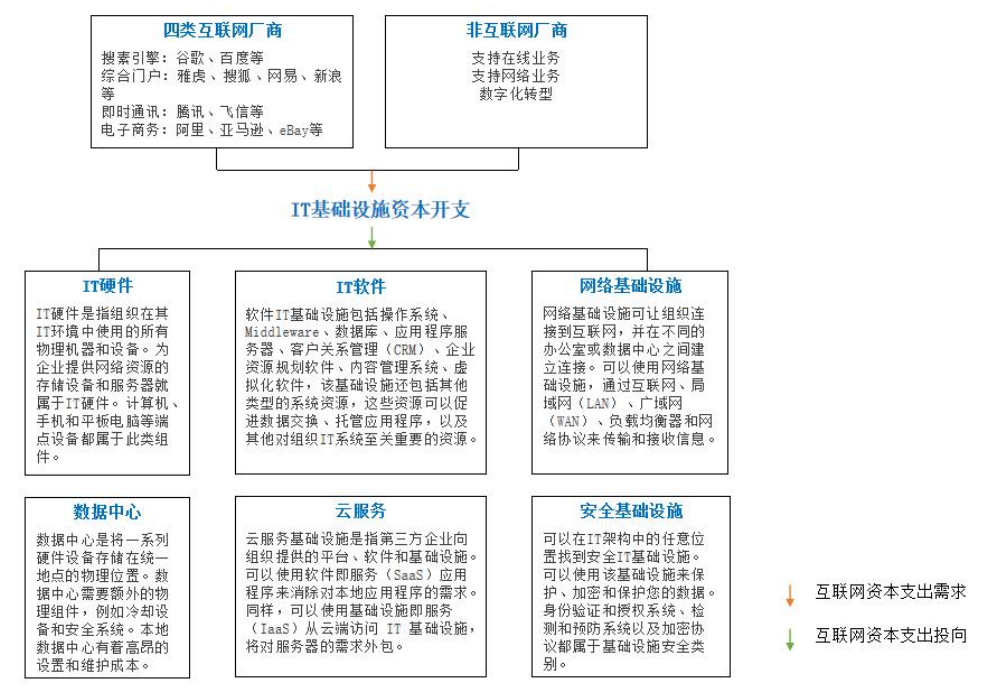 四类互联网厂商
搜素引擎：谷歌、百度等
综合门户：雅虎、搜狐、网易、新浪
等
即时通讯：腾讯、飞信等
电子商务：阿里、亚马逊、eBay等
非互联网厂商
支持在线业务
支持网络业务
数字化转型
IT基础设施资本开支
IT硬件
IT硬件是指组织在其
IT环境中使用的所有
物理机器和设备。为
企业提供网络资源的
存储设备和服务器就
属于IT硬件。计算机、
手机和平板电脑等端
点设备都属于此类组
件。
IT软件
软件IT基础设施包括操作系统、
Middleware、数据库、应用程序服
务器、客户关系管理（CRM）、企业
资源规划软件、内容管理系统、虚
拟化软件，该基础设施还包括其他
类型的系统资源，这些资源可以促
进数据交换、托管应用程序，以及
其他对组织IT系统至关重要的资源。
网络基础设施
网络基础设施可让组织连
接到互联网，并在不同的
办公室或数据中心之间建
立连接。可以使用网络基
础设施，通过互联网、局
域网（LAN）、广域网
（WAN）、负载均衡器和网
络协议来传输和接收信息。
数据中心
数据中心是将一系列
硬件设备存储在统一
地点的物理位置。数
据中心需要额外的物
理组件，例如冷却设
备和安全系统。本地
数据中心有着高昂的
设置和维护成本。
云服务
云服务基础设施是指第三方企业向
组织提供的平台、软件和基础设施。
可以使用软件即服务（SaaS）应用
程序来消除对本地应用程序的需求。
同样，可以使用基础设施即服务
（IaaS）从云端访问 IT 基础设施，
将对服务器的需求外包。
安全基础设施
可以在IT架构中的任意位
置找到安全IT基础设施。
可以使用该基础设施来保
护、加密和保护您的数据。
身份验证和授权系统、检
测和预防系统以及加密协
议都属于基础设施安全类
别。
互联网资本支出需求
互联网资本支出投向